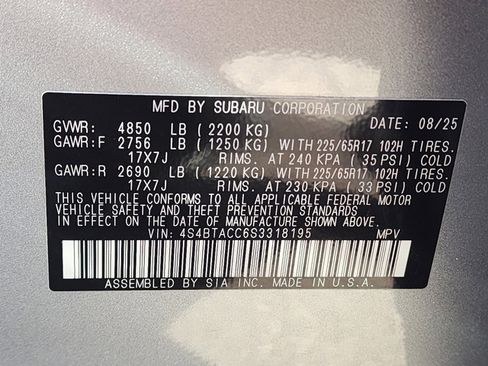 MFD BY SUBARU CORPORATION DATE: 08/25
GVWR: 4850 LB (2200 KG)
GAWR:F 2756 LB (1250 KG) WITH 225/65R17 102H TIRES.
17X7J RIMS. AT 240 KPA (35 PSI) COLD
GAWR:R 2690 LB (1220 KG) WITH 225/65R17 102H TIRES.
17X7J RIMS. AT 230 KPA (33 PSI) COLD
THIS VEHICLE CONFORMS TO ALL APPLICABLE FEDERAL MOTOR
VEHICLE SAFETY AND THEFT PREVENTION STANDARDS
IN EFFECT ON THE DATE OF MANUFACTURE SHOWN ABOVE.
VIN: 4S4BTACC6S3318195 MPV
ASSEMBLED BY SIA INC. MADE IN U.S.A.